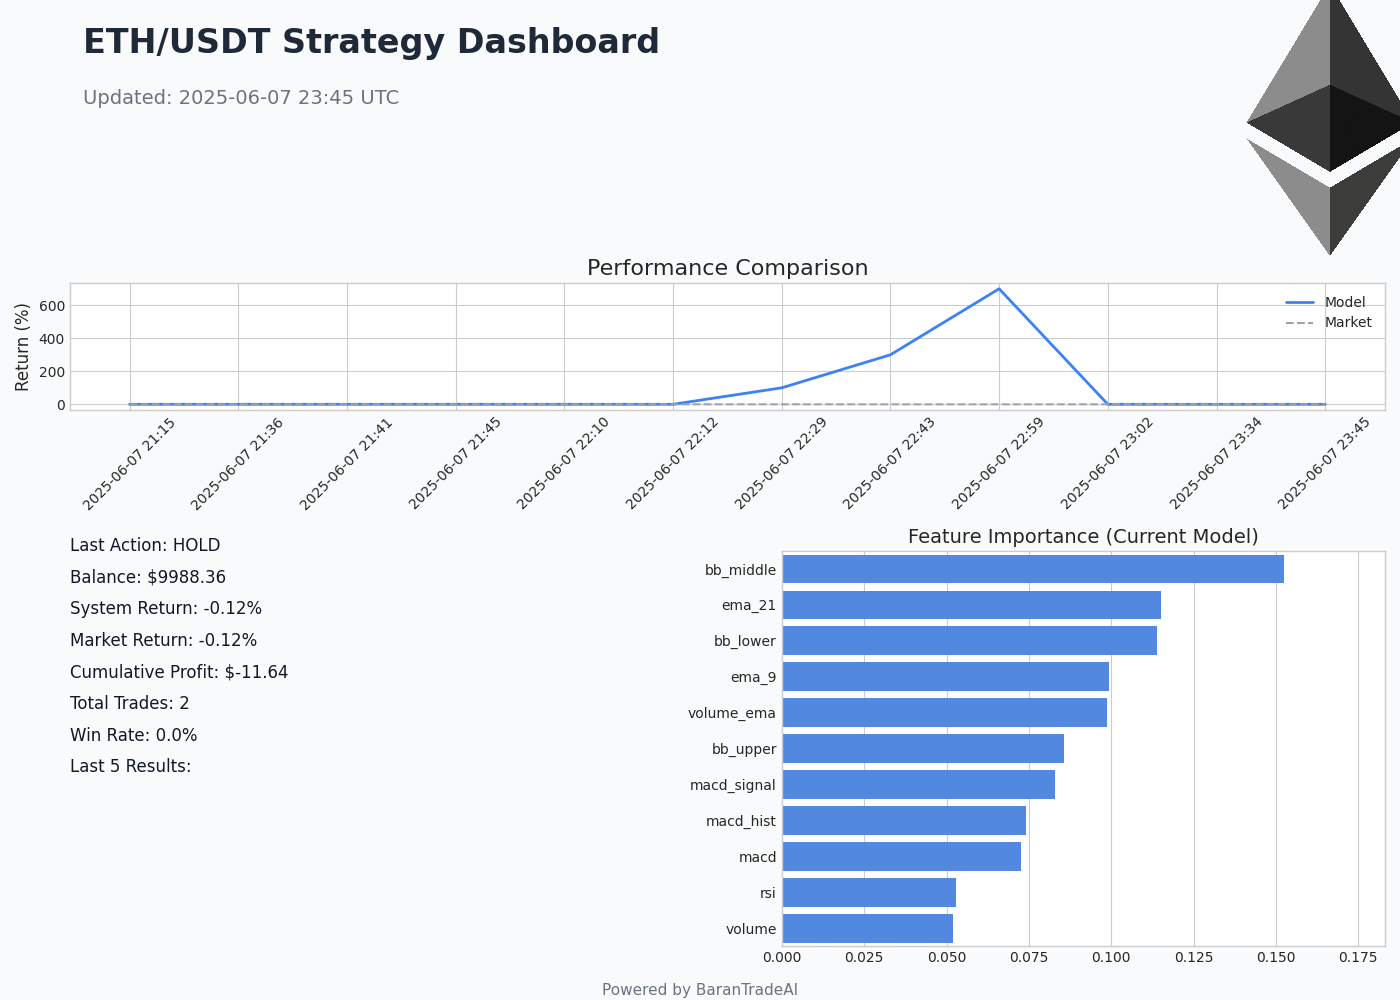 ETH/USDT Strategy Dashboard
Updated: 2025-06-07 23:45 UTC
Performance Comparison
Return (%)
600
400
200
0
Model
Market
2025-06-07 21:15
2025-06-07 21:36
2025-06-07 21:41
2025-06-07 21:45
2025-06-07 22:10
2025-06-07 22:12
2025-06-07 22:29
2025-06-07 22:43
2025-06-07 22:59
2025-06-07 23:02
2025-06-07 23:34
2025-06-07 23:45
Last Action: HOLD
Balance: $9988.36
System Return: -0.12%
Market Return: -0.12%
Cumulative Profit: $-11.64
Total Trades: 2
Win Rate: 0.0%
Last 5 Results:
Feature Importance (Current Model)
bb_middle
ema_21
bb_lower
ema_9
volume_ema
bb_upper
macd_signal
macd_hist
macd
rsi
volume
0.000 0.025 0.050 0.075 0.100 0.125 0.150 0.175
Powered by BaranTradeAI